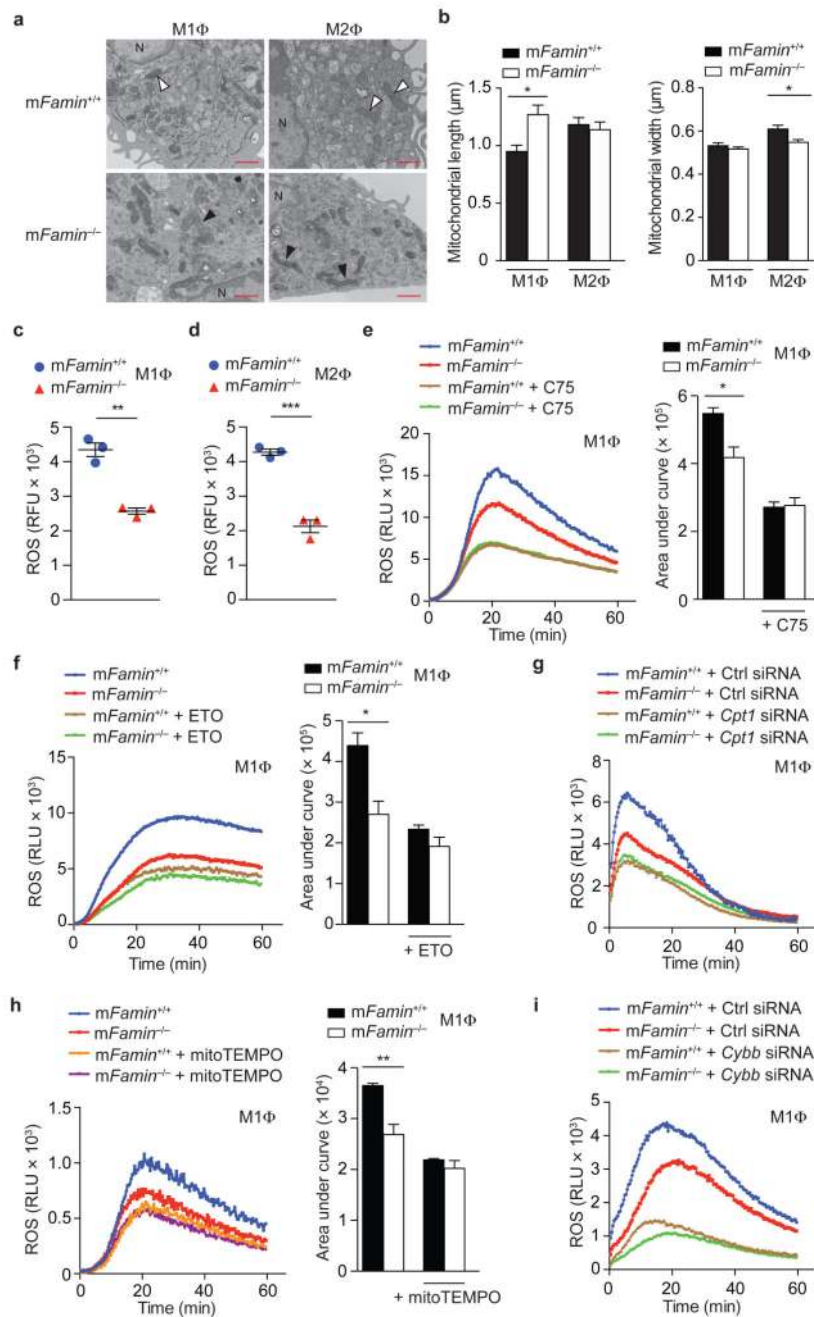 a
M1Φ
M2Φ
mFamin+/+
mFamin–/–
N
N
N
N
b
mFamin+/+
mFamin–/–
Mitochondrial length (µm)
1.5
1.0
0.5
0
*
M1Φ
M2Φ
mFamin+/+
mFamin–/–
Mitochondrial width (µm)
0.8
0.6
0.4
0.2
0
*
M1Φ
M2Φ
c
mFamin+/+
M1Φ
mFamin–/–
**
ROS (RFU × 10³)
5
4
3
2
1
0
d
mFamin+/+
M2Φ
mFamin–/–
***
ROS (RFU × 10³)
5
4
3
2
1
0
e
mFamin+/+
mFamin–/–
mFamin+/+ + C75
mFamin–/– + C75
M1Φ
ROS (RLU × 10³)
20
15
10
5
0
0 20 40 60
Time (min)
mFamin+/+
M1Φ
mFamin–/–
Area under curve (× 10⁵)
6
4
2
0
*
+ C75
f
mFamin+/+
mFamin–/–
mFamin+/+ + ETO
mFamin–/– + ETO
M1Φ
ROS (RLU × 10³)
15
10
5
0
0 20 40 60
Time (min)
mFamin+/+
M1Φ
mFamin–/–
Area under curve (× 10⁵)
5
4
3
2
1
0
*
+ ETO
g
mFamin+/+ + Ctrl siRNA
mFamin–/– + Ctrl siRNA
mFamin+/+ + Cpt1 siRNA
mFamin–/– + Cpt1 siRNA
M1Φ
ROS (RLU × 10³)
8
6
4
2
0
0 20 40 60
Time (min)
h
mFamin+/+
mFamin–/–
mFamin+/+ + mitoTEMPO
mFamin–/– + mitoTEMPO
M1Φ
ROS (RLU × 10³)
1.5
1.0
0.5
0
0 20 40 60
Time (min)
mFamin+/+
M1Φ
mFamin–/–
Area under curve (× 10⁴)
4
3
2
1
0
**
+ mitoTEMPO
i
mFamin+/+ + Ctrl siRNA
mFamin–/– + Ctrl siRNA
mFamin+/+ + Cybb siRNA
mFamin–/– + Cybb siRNA
M1Φ
ROS (RLU × 10³)
5
4
3
2
1
0
0 20 40 60
Time (min)